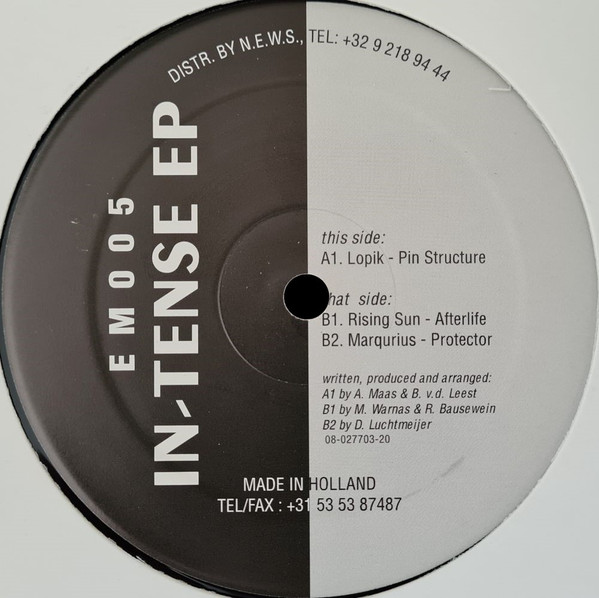 DISTR. BY N.E.W.S., TEL: +32 9 218 94 44
EM005
IN-TENSE EP
this side:
A1. Lopik - Pin Structure
hat side:
B1. Rising Sun - Afterlife
B2. Marqurius - Protector
written, produced and arranged:
A1 by A. Maas & B. v.d. Leest
B1 by M. Warnas & R. Bausewein
B2 by D. Luchtmeijer
08-027703-20
MADE IN HOLLAND
TEL/FAX : +31 53 53 87487